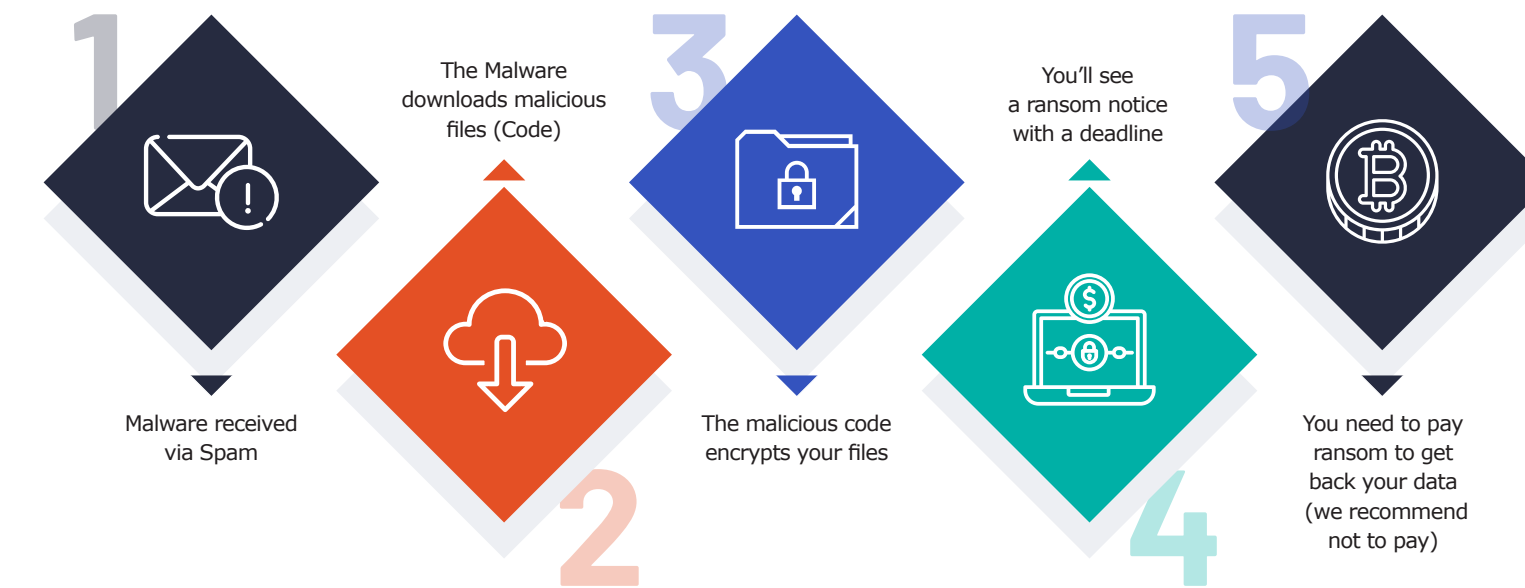 1
Malware received
via Spam
2
The Malware
downloads malicious
files (Code)
3
The malicious code
encrypts your files
4
You’ll see
a ransom notice
with a deadline
$
5
B
You need to pay
ransom to get
back your data
(we recommend
not to pay)